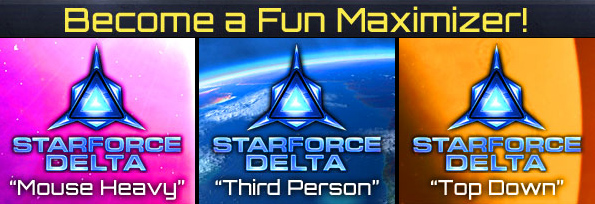 Become a Fun Maximizer!
STARFORCE
DELTA
“Mouse Heavy”
STARFORCE
DELTA
“Third Person”
STARFORCE
DELTA
“Top Down”